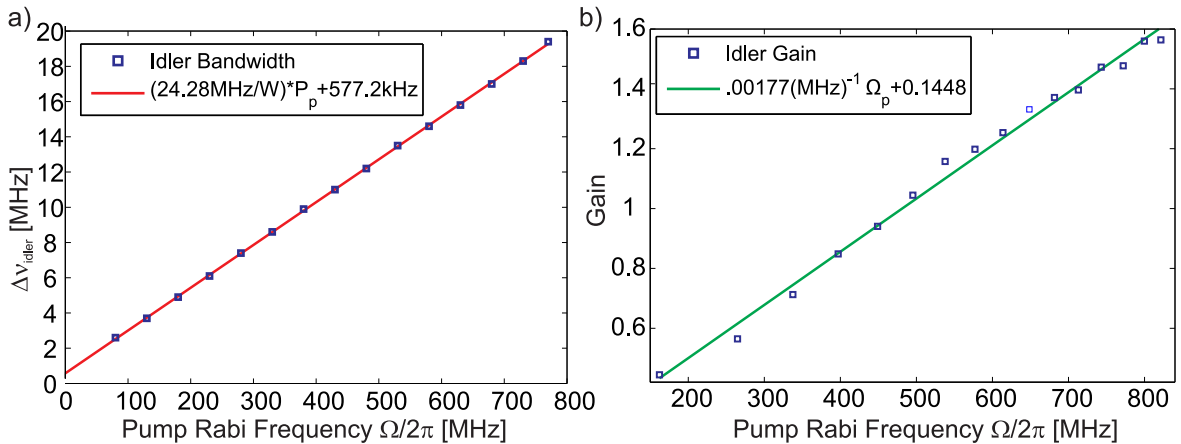 a)
20
18
16
14
12
10
8
6
4
2
0
Δν_idler [MHz]
Idler Bandwidth
(24.28MHz/W)*P_p+577.2kHz
0 100 200 300 400 500 600 700 800
Pump Rabi Frequency Ω/2π [MHz]
b)
1.6
1.4
1.2
1
0.8
0.6
Gain
Idler Gain
.00177(MHz)⁻¹ Ω_p+0.1448
200 300 400 500 600 700 800
Pump Rabi Frequency Ω/2π [MHz]